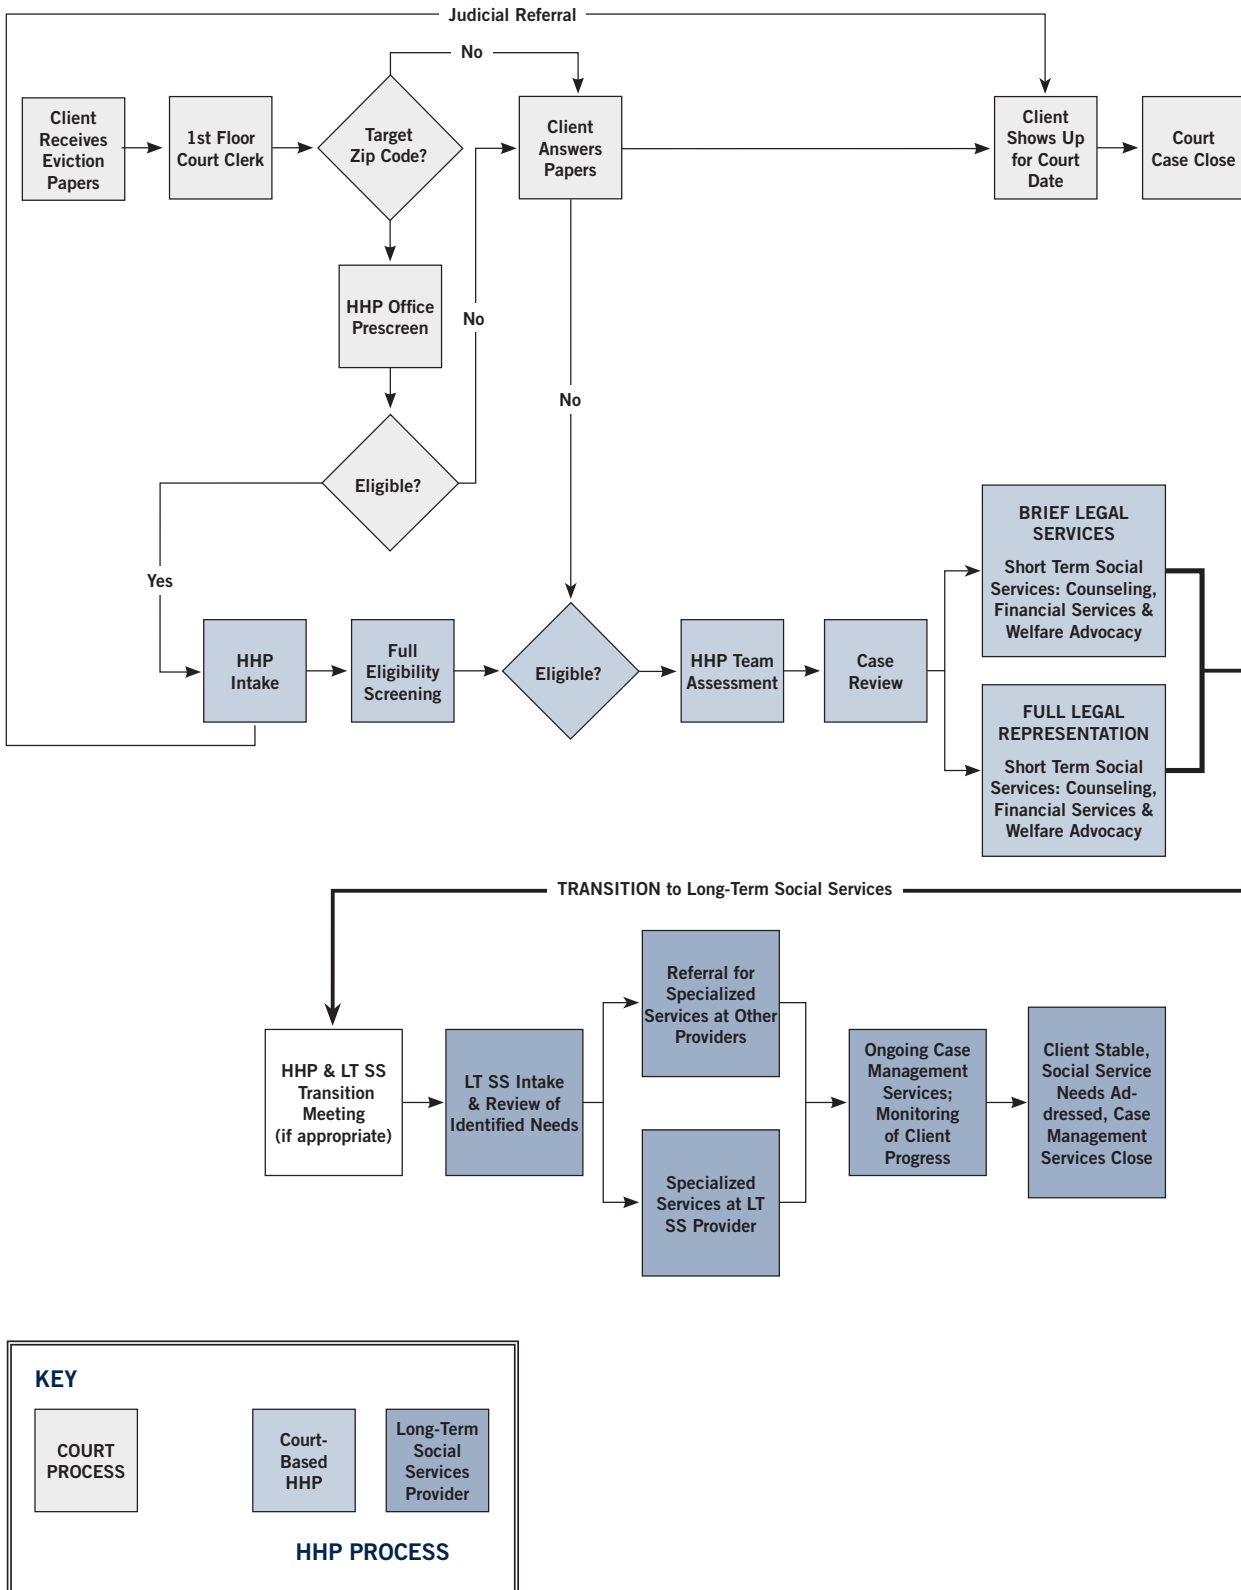 Judicial Referral
No
Client
Receives
Eviction
Papers
1st Floor
Court Clerk
Target
Zip Code?
Client
Answers
Papers
Client
Shows Up
for Court
Date
Court
Case Close
HHP Office
Prescreen
No
No
Eligible?
Yes
HHP
Intake
Full
Eligibility
Screening
Eligible?
HHP Team
Assessment
Case
Review
BRIEF LEGAL
SERVICES
Short Term Social
Services: Counseling,
Financial Services &
Welfare Advocacy
FULL LEGAL
REPRESENTATION
Short Term Social
Services: Counseling,
Financial Services &
Welfare Advocacy
TRANSITION to Long-Term Social Services
HHP & LT SS
Transition
Meeting
(if appropriate)
LT SS Intake
& Review of
Identified Needs
Referral for
Specialized
Services at Other
Providers
Specialized
Services at LT
SS Provider
Ongoing Case
Management
Services;
Monitoring
of Client
Progress
Client Stable,
Social Service
Needs Ad-
dressed, Case
Management
Services Close
KEY
COURT
PROCESS
Court-
Based
HHP
Long-Term
Social
Services
Provider
HHP PROCESS